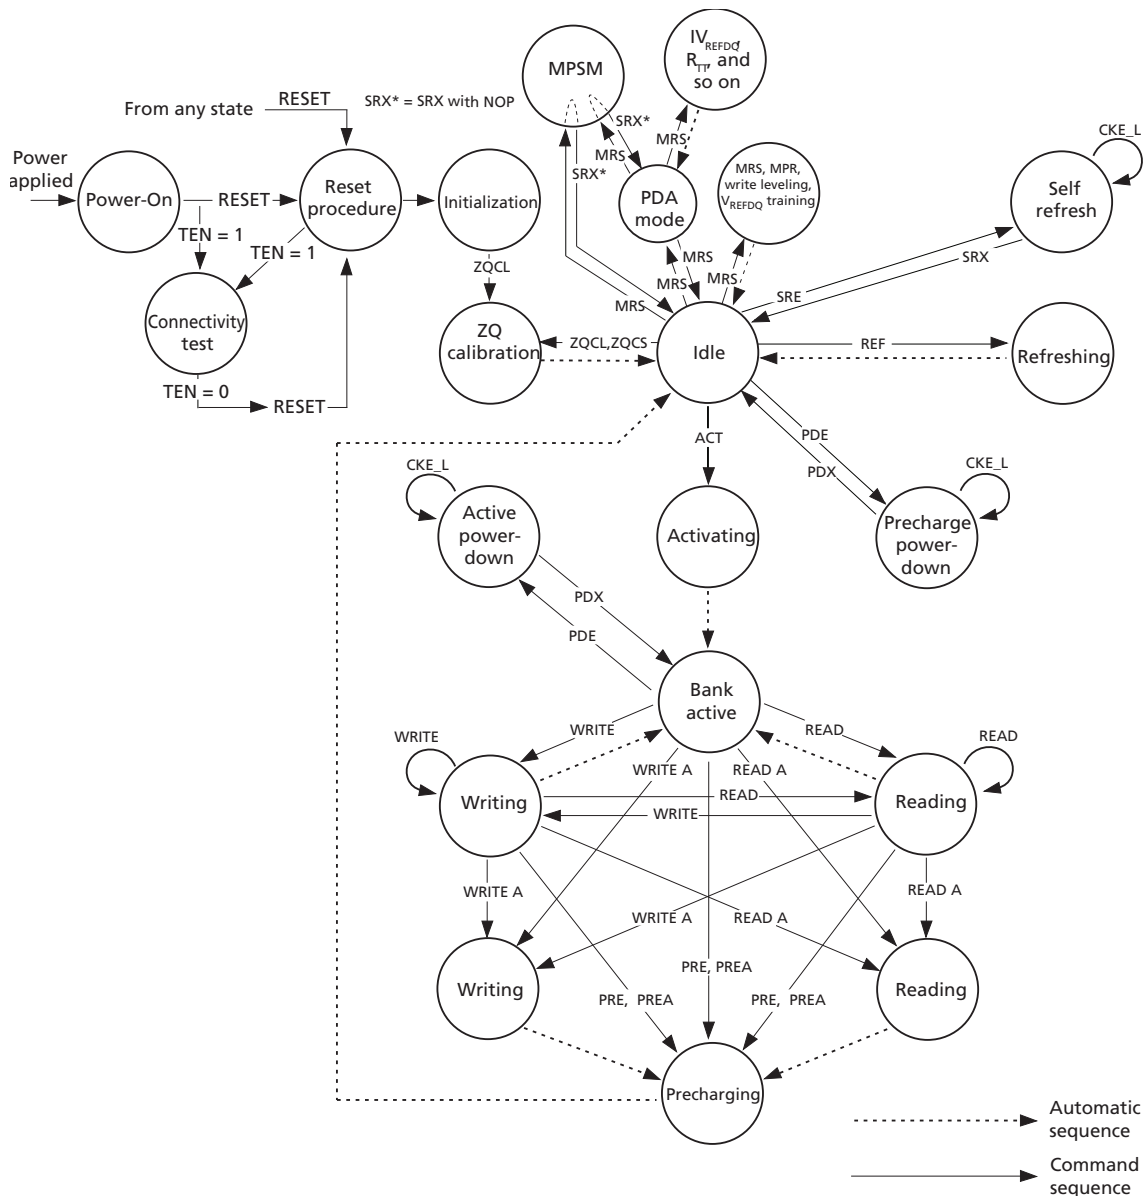 MPSM
IVREFDQ,
RTT, and
so on
From any state
RESET
SRX* = SRX with NOP
SRX*
MRS
MRS
SRX*
CKE_L
Power
applied
Power-On
RESET
Reset
procedure
Initialization
PDA
mode
MRS, MPR,
write leveling,
VREFDQ training
Self
refresh
TEN = 1
TEN = 1
ZQCL
MRS
MRS
MRS
MRS
SRX
SRE
Connectivity
test
ZQ
calibration
ZQCL,ZQCS
Idle
REF
Refreshing
TEN = 0
RESET
ACT
PDE
PDX
CKE_L
CKE_L
Active
power-
down
Activating
Precharge
power-
down
PDX
PDE
Bank
active
WRITE
WRITE
READ
READ
WRITE A
READ A
Writing
READ
WRITE
Reading
WRITE A
READ A
WRITE A
READ A
Writing
PRE, PREA
Reading
PRE, PREA
PRE, PREA
Precharging
Automatic
sequence
Command
sequence